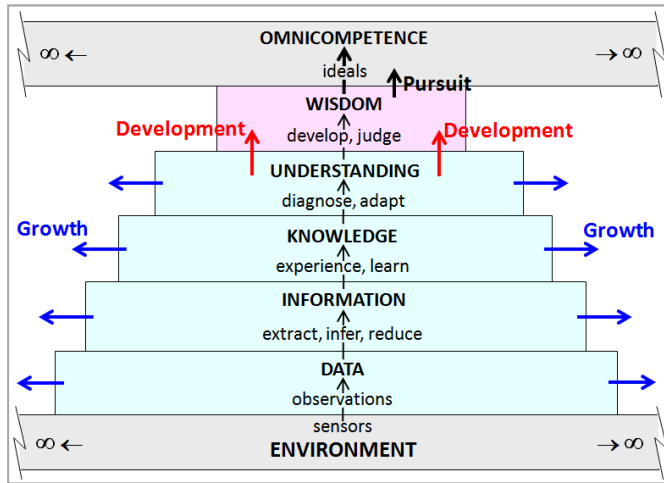 OMNICOMPETENCE
∞ ← → ∞
ideals
Pursuit
WISDOM
Development Development
develop, judge
UNDERSTANDING
diagnose, adapt
Growth Growth
KNOWLEDGE
experience, learn
INFORMATION
extract, infer, reduce
DATA
observations
sensors
∞ ← → ∞
ENVIRONMENT